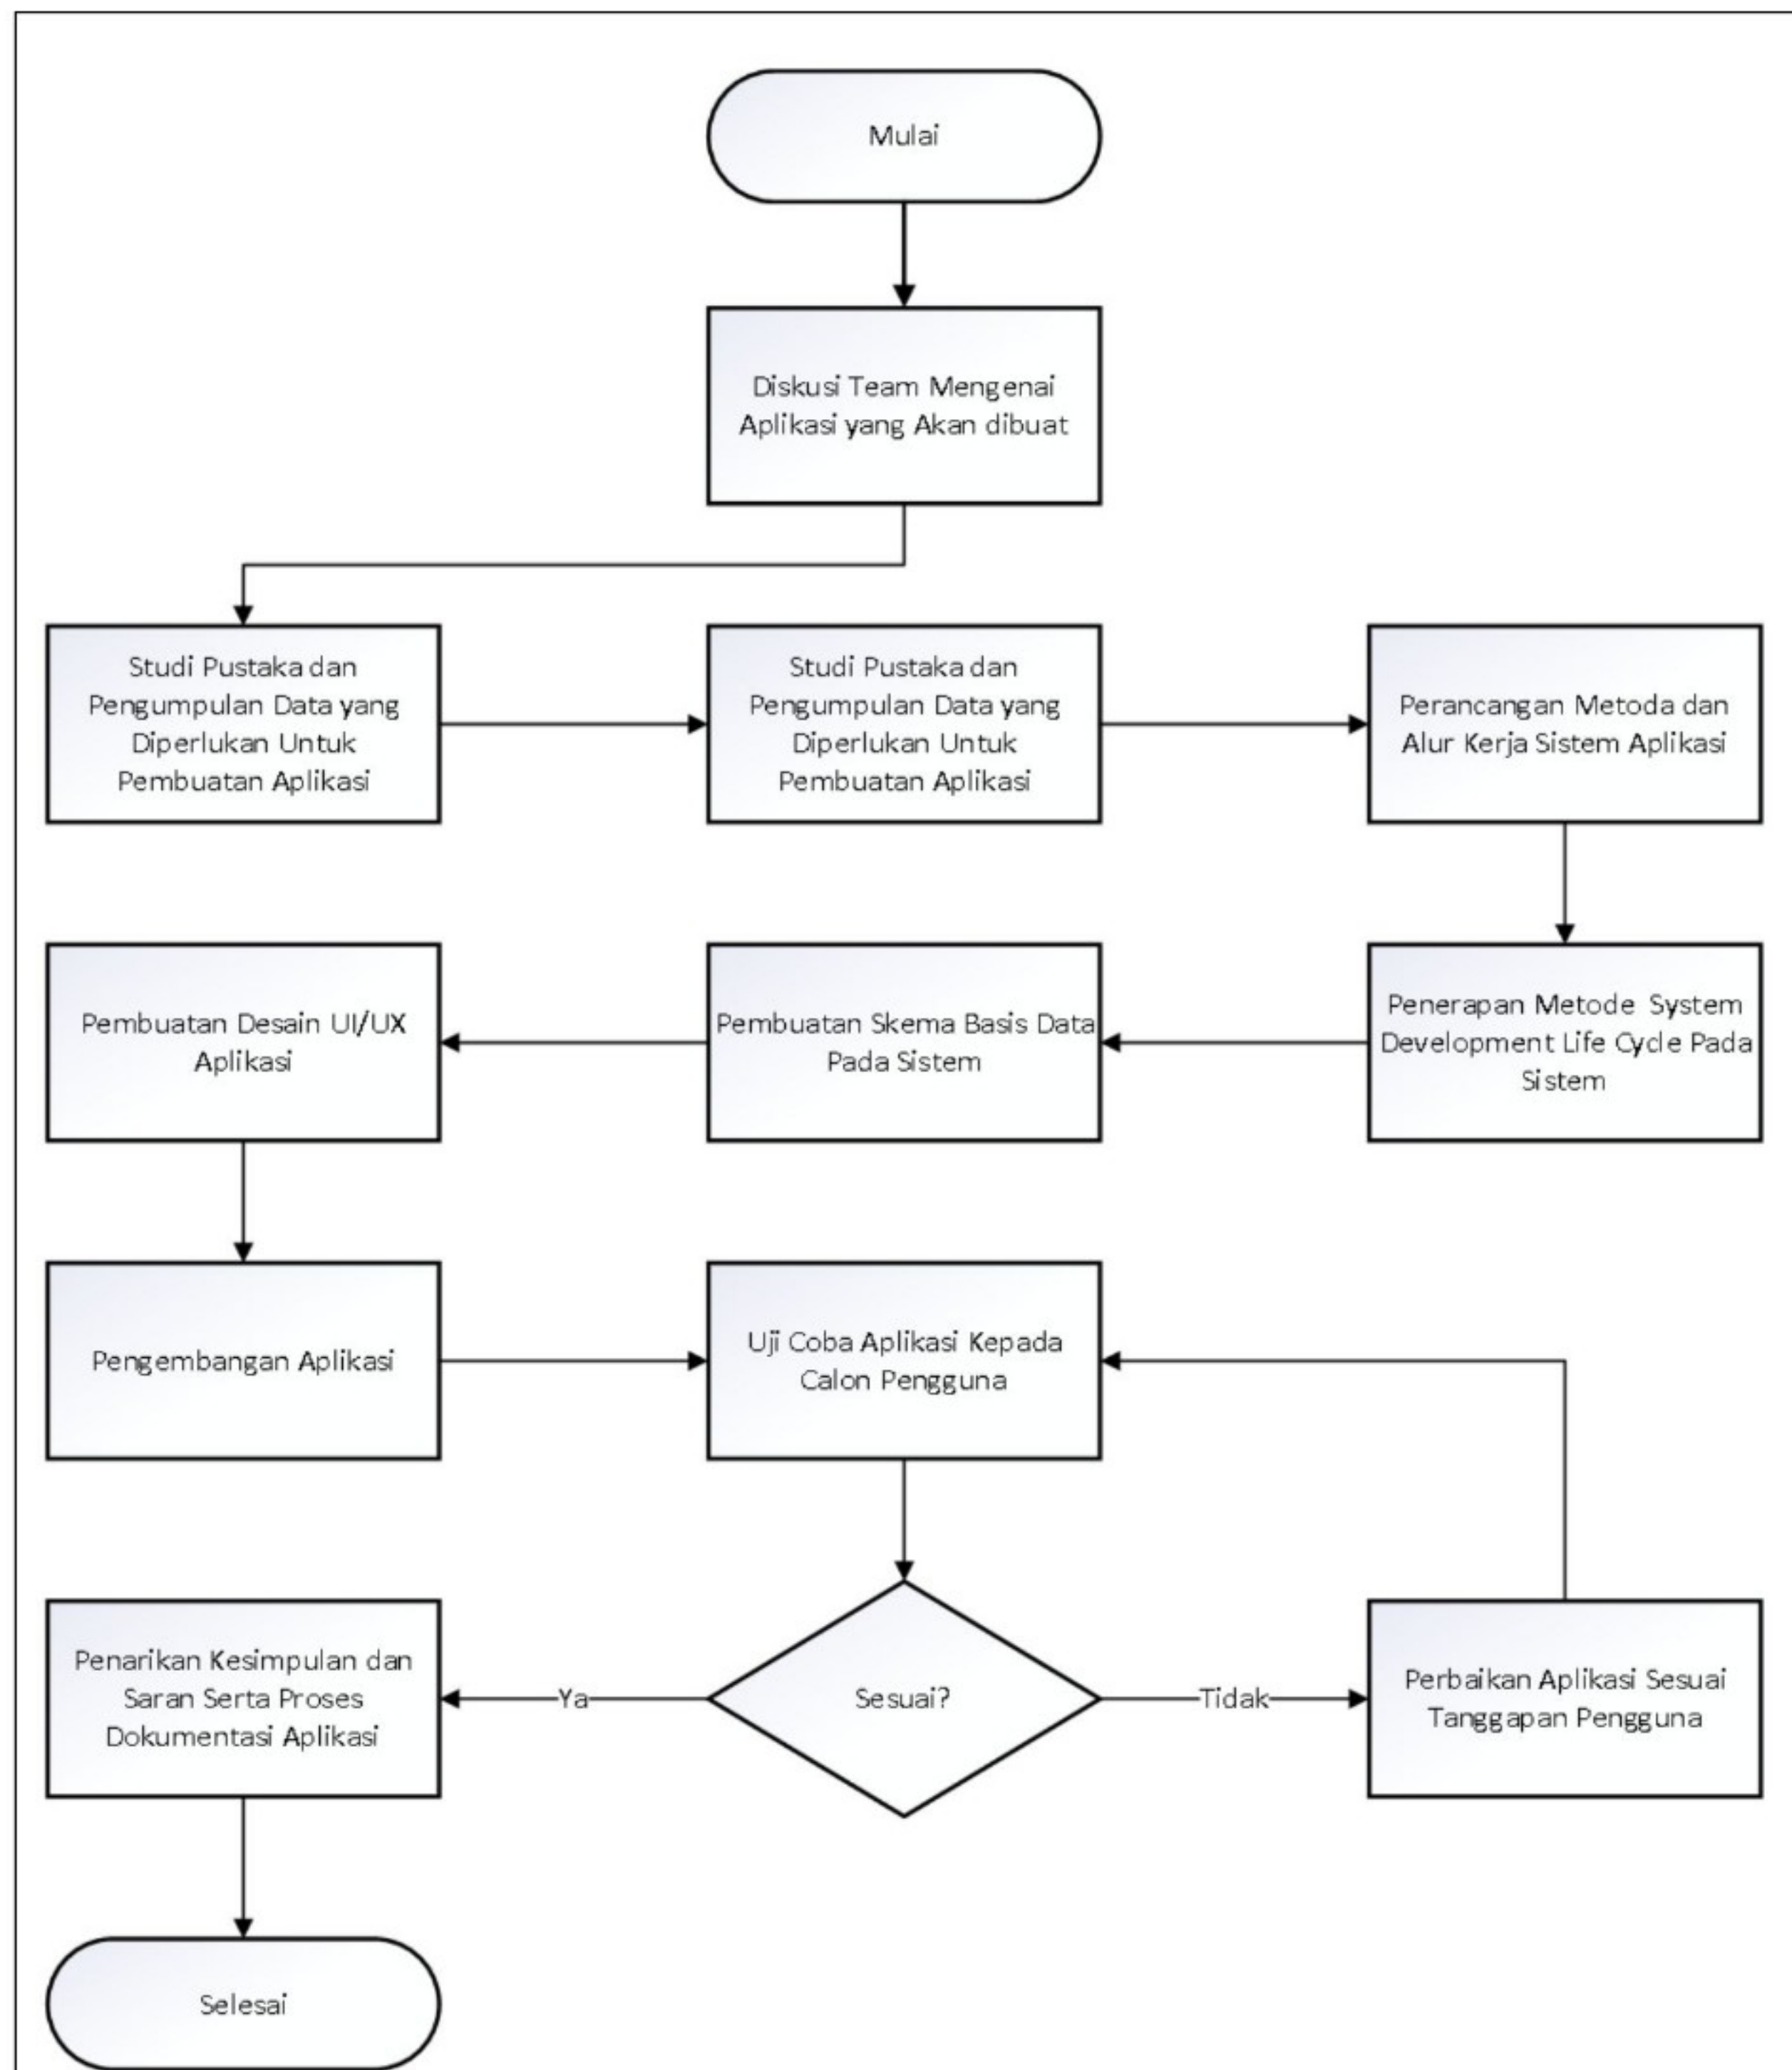 Mulai
Diskusi Team Mengenai
Aplikasi yang Akan dibuat
Studi Pustaka dan
Pengumpulan Data yang
Diperlukan Untuk
Pembuatan Aplikasi
Studi Pustaka dan
Pengumpulan Data yang
Diperlukan Untuk
Pembuatan Aplikasi
Perancangan Metoda dan
Alur Kerja Sistem Aplikasi
Penerapan Metode System
Development Life Cycle Pada
Sistem
Pembuatan Skema Basis Data
Pada Sistem
Pembuatan Desain UI/UX
Aplikasi
Pengembangan Aplikasi
Uji Coba Aplikasi Kepada
Calon Pengguna
Sesuai?
Tidak
Perbaikan Aplikasi Sesuai
Tanggapan Pengguna
Ya
Penarikan Kesimpulan dan
Saran Serta Proses
Dokumentasi Aplikasi
Selesai